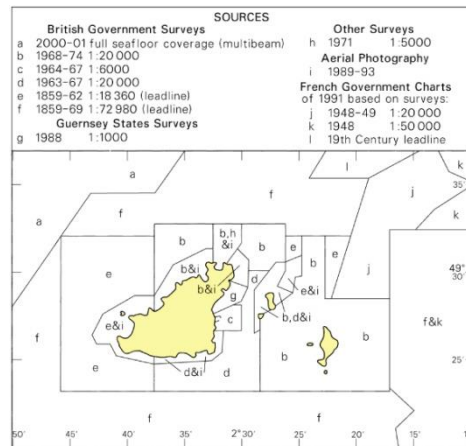 SOURCES
British Government Surveys
a 2000-01 full seafloor coverage (multibeam)
b 1968-74 1:20 000
c 1964-67 1:6000
d 1963-67 1:20 000
e 1859-62 1:18 360 (leadline)
f 1859-69 1:72 980 (leadline)
Guernsey States Surveys
g 1988 1:1000
Other Surveys
h 1971 1:5000
Aerial Photography
i 1989-93
French Government Charts
of 1991 based on surveys:
j 1948-49 1:20 000
k 1948 1:50 000
l 19th Century leadline
a
l
k
35'
a
f
f
j
k
b
b,h
&i
b
e
b
e
j
49°
30'
e
b&i
b&i
d
e&i
g
f
e&i
c
b,d&i
b
b
f&k
e
d&i
d
25'
f
f
50'
45'
40'
35'
2°30'
25'
20'
15'
10'